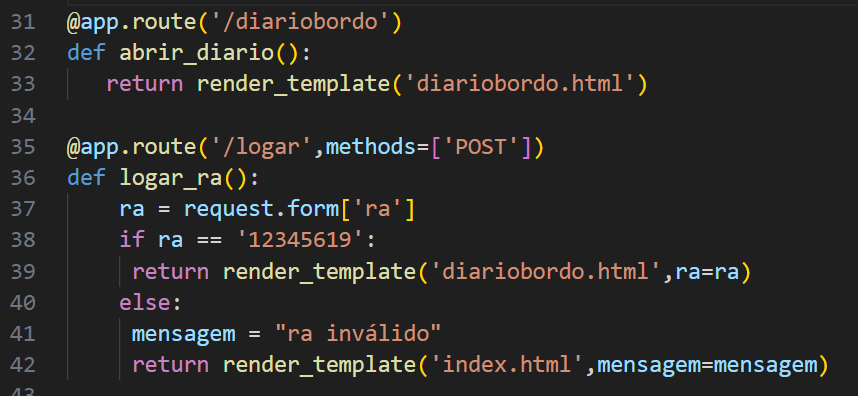 31 @app.route('/diariobordo')
32 def abrir_diario():
33 return render_template('diariobordo.html')
34
35 @app.route('/logar',methods=['POST'])
36 def logar_ra():
37 ra = request.form['ra']
38 if ra == '12345619':
39 return render_template('diariobordo.html',ra=ra)
40 else:
41 mensagem = "ra inválido"
42 return render_template('index.html',mensagem=mensagem)
43